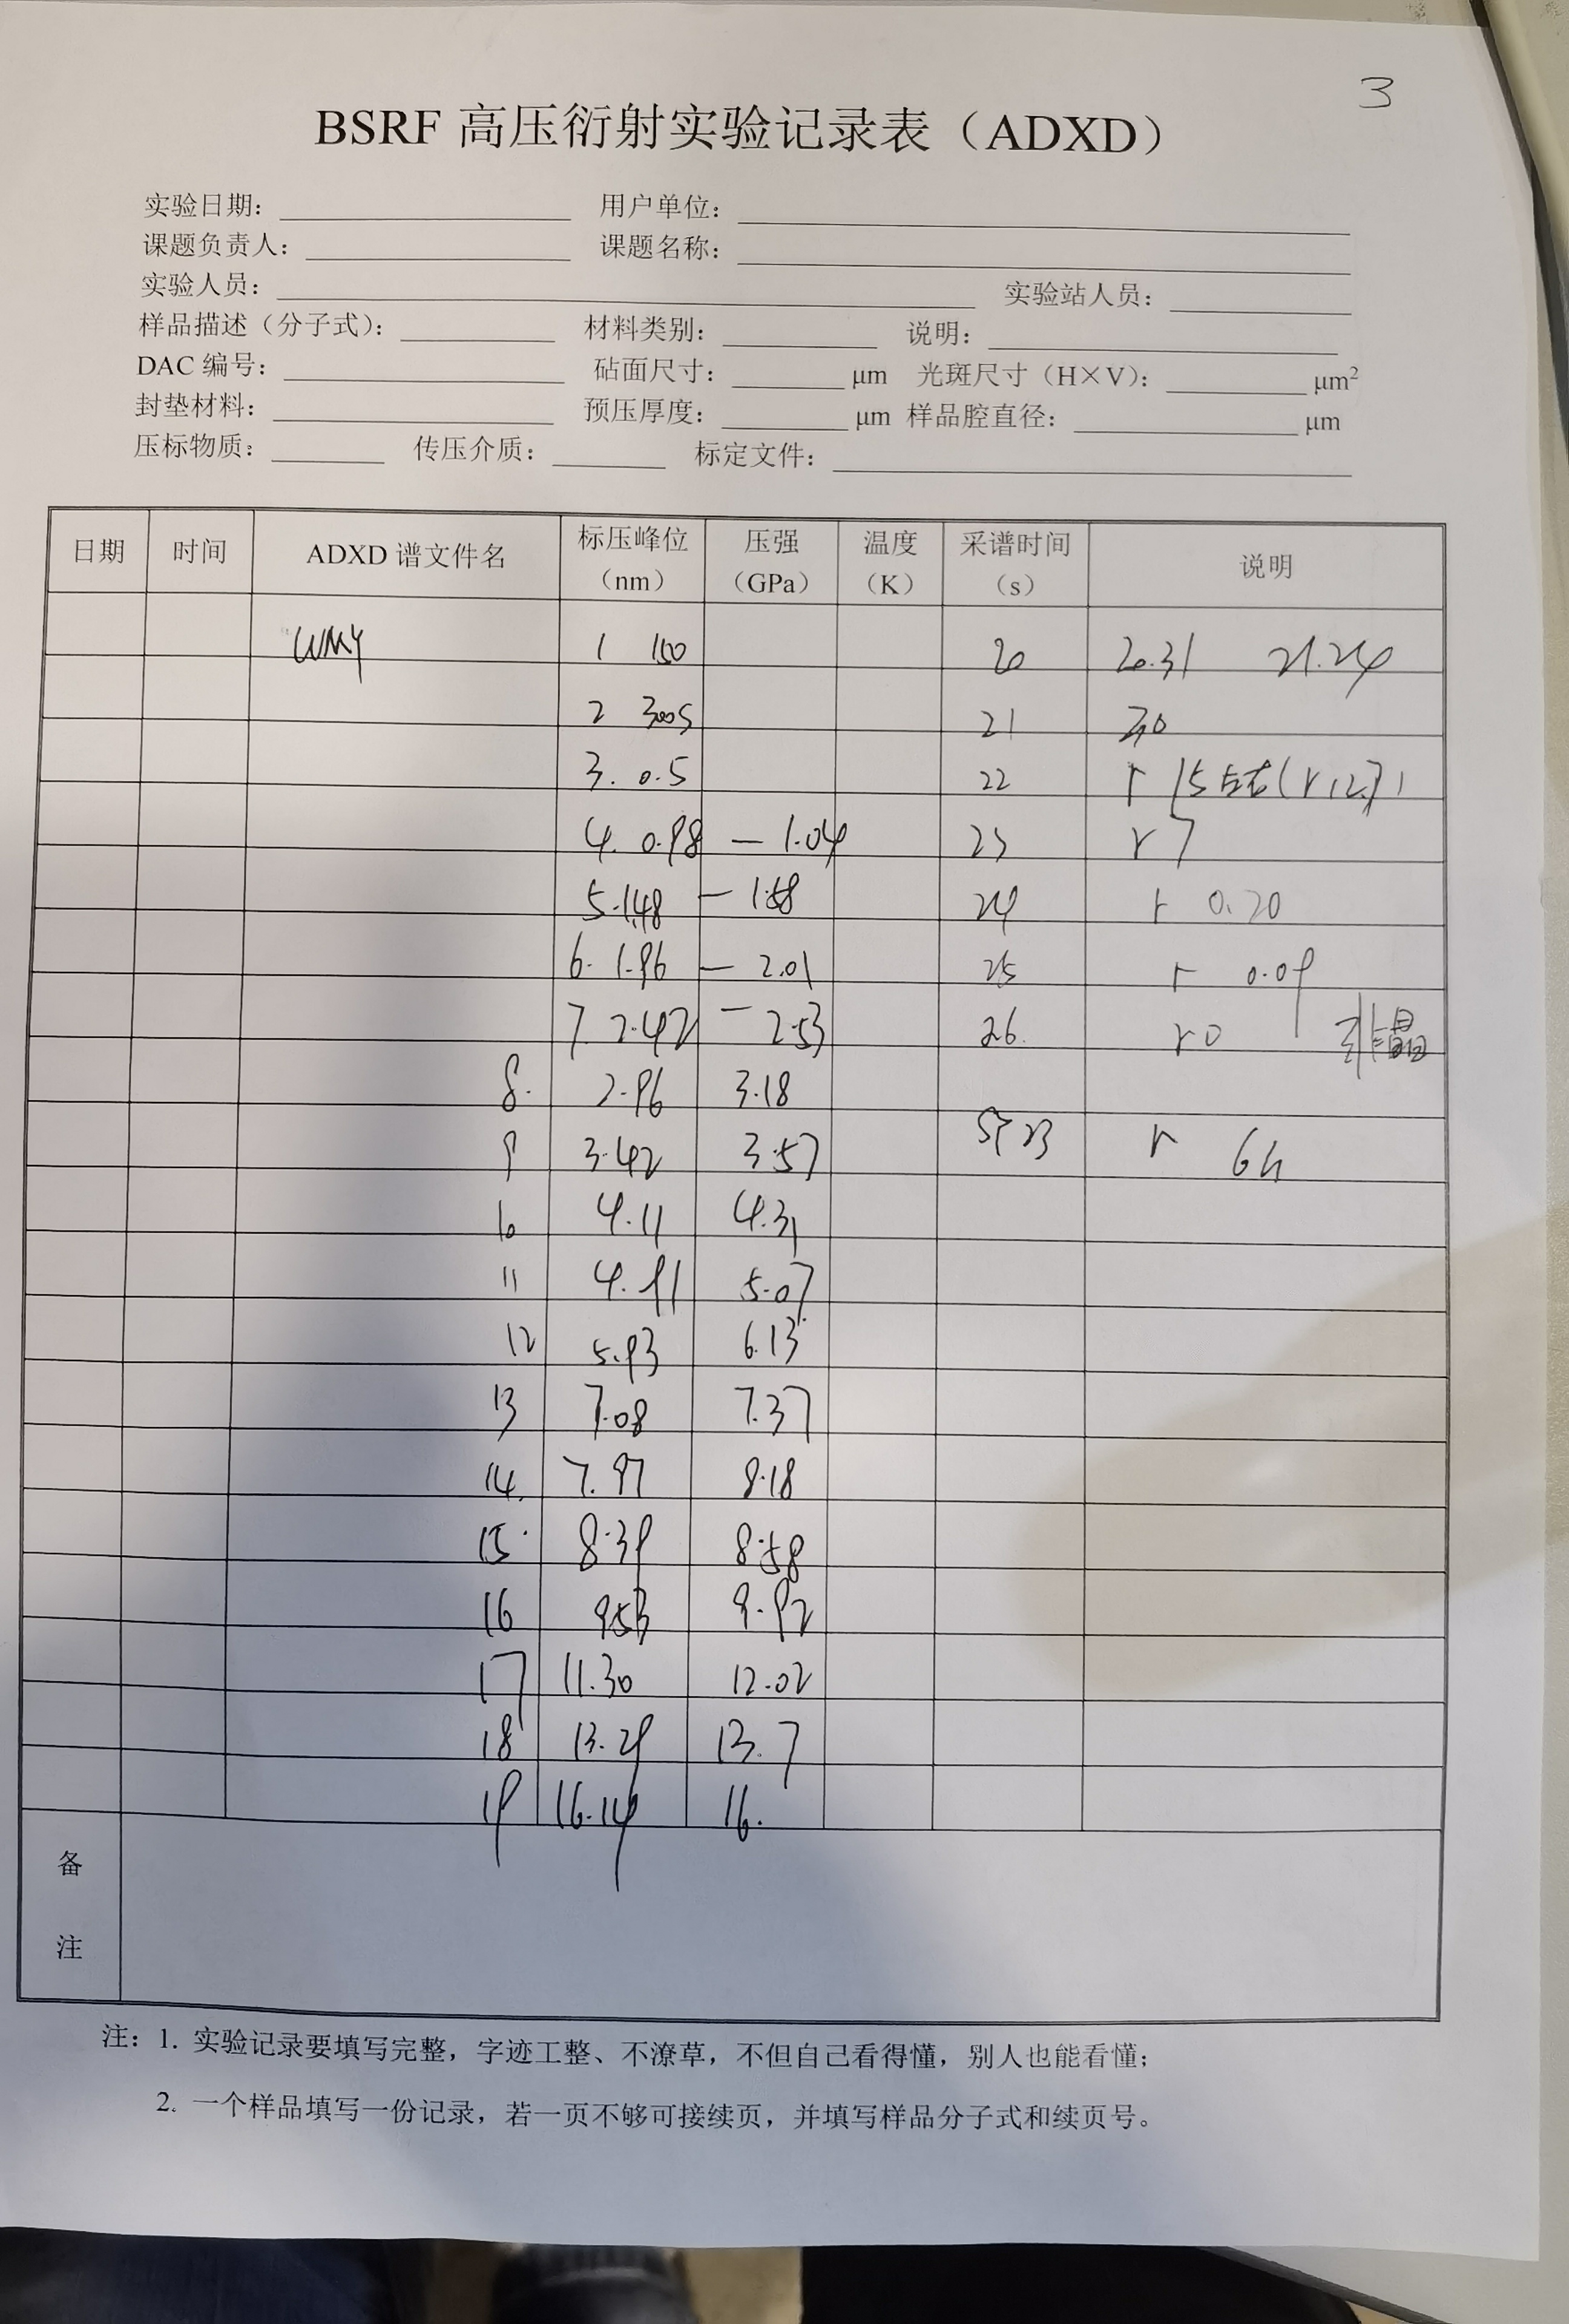 3
BSRF 高压衍射实验记录表（ADXD）
实验日期： 用户单位：
课题负责人： 课题名称：
实验人员： 实验站人员：
样品描述（分子式）： 材料类别： 说明：
DAC 编号： 砧面尺寸： μm 光斑尺寸（H×V）： μm²
封垫材料： 预压厚度： μm 样品腔直径： μm
压标物质： 传压介质： 标定文件：
日期 时间 ADXD 谱文件名 标压峰位（nm） 压强（GPa） 温度（K） 采谱时间（s） 说明
WMY 1 20 20.31 21.24
2 21 30
3. 0.5 22 r 15左右
4. 0.98 — 1.04 23 r 7
5. 1.48 — 1.58 24 r 0.20
6. 1.96 — 2.01 25 r 0.09
7. 2.42 — 2.53 26. r 0 非晶
8. 2.96 3.18
9 3.42 3.57 r
10 4.11 4.31
11 4.91 5.07
12 5.93 6.13
13 7.08 7.37
14. 7.97 8.18
15. 8.39 8.58
16 9.53 9.92
17 11.30 12.02
18 13.29 13.7
19 16.14 16.
备注
注：1. 实验记录要填写完整，字迹工整、不潦草，不但自己看得懂，别人也能看懂；
2. 一个样品填写一份记录，若一页不够可接续页，并填写样品分子式和续页号。